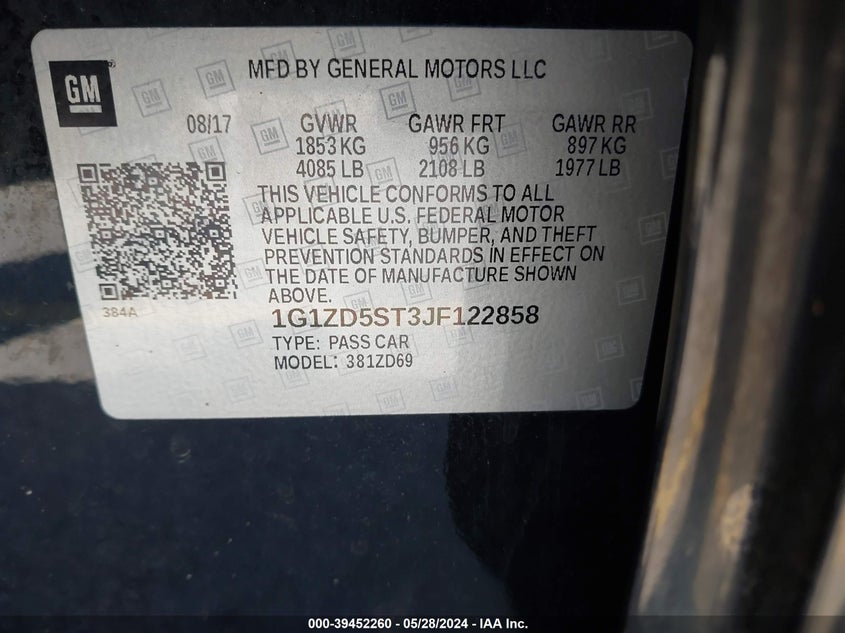 GM
MFD BY GENERAL MOTORS LLC
08/17 GVWR GAWR FRT GAWR RR
1853 KG 956 KG 897 KG
4085 LB 2108 LB 1977 LB
THIS VEHICLE CONFORMS TO ALL
APPLICABLE U.S. FEDERAL MOTOR
VEHICLE SAFETY, BUMPER, AND THEFT
PREVENTION STANDARDS IN EFFECT ON
THE DATE OF MANUFACTURE SHOWN
ABOVE.
384A
1G1ZD5ST3JF122858
TYPE: PASS CAR
MODEL: 381ZD69
000-39452260 - 05/28/2024 - IAA Inc.